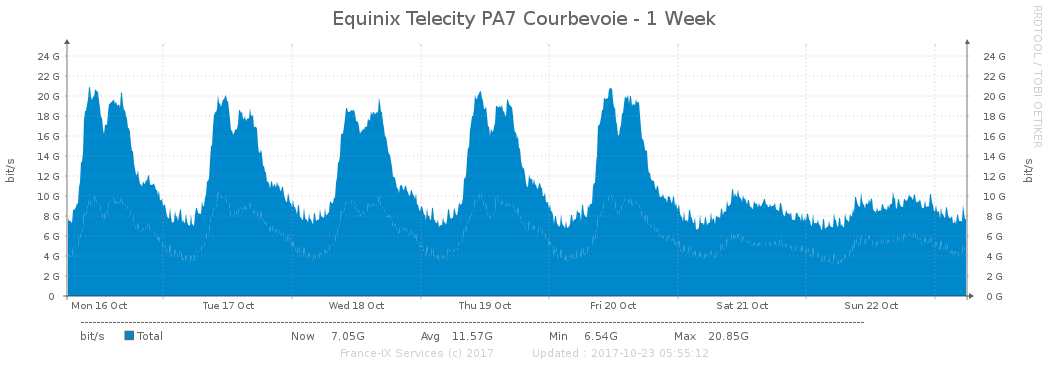 Equinix Telecity PA7 Courbevoie - 1 Week
RRDTOOL / TOBI OETIKER
24 G 24 G
22 G 22 G
20 G 20 G
18 G 18 G
16 G 16 G
14 G 14 G
12 G 12 G
10 G 10 G
8 G 8 G
6 G 6 G
4 G 4 G
2 G 2 G
0 0 G
bit/s
bit/s
Mon 16 Oct Tue 17 Oct Wed 18 Oct Thu 19 Oct Fri 20 Oct Sat 21 Oct Sun 22 Oct
bit/s Total Now 7.05G Avg 11.57G Min 6.54G Max 20.85G
France-IX Services (c) 2017 Updated : 2017-10-23 05:55:12